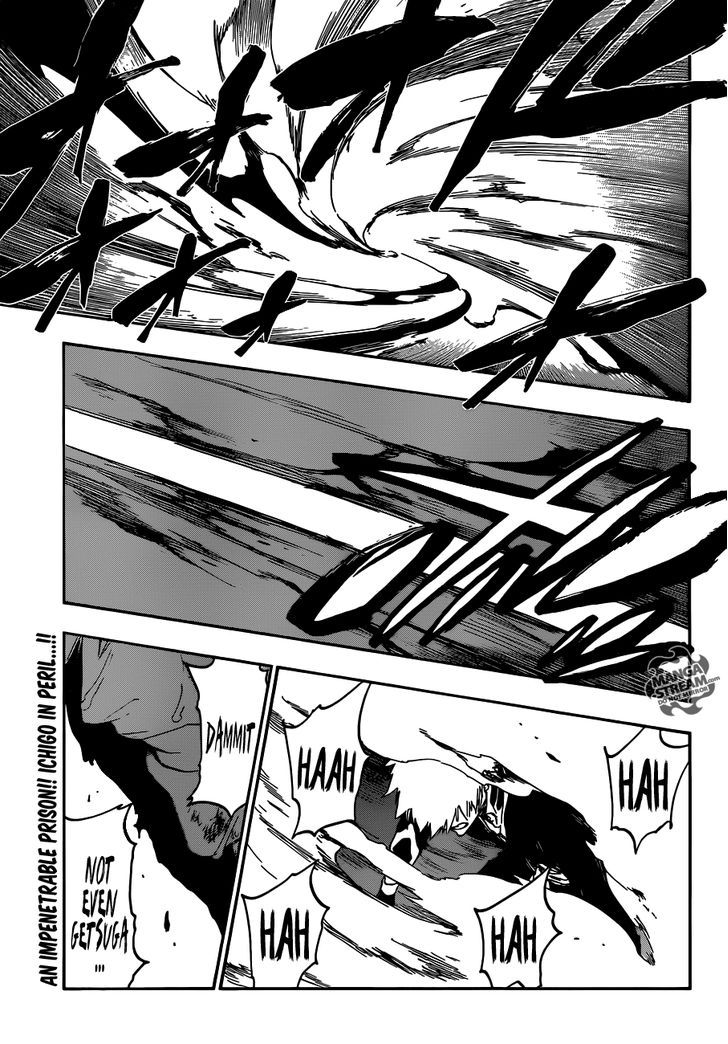 MANGA
STREAM.com
DO NOT MIRROR
HAH
HAAH
HAH
HAH
DAMMIT
NOT
EVEN
GETSUGA
...
AN IMPENETRABLE PRISON!! ICHIGO IN PERIL...!!